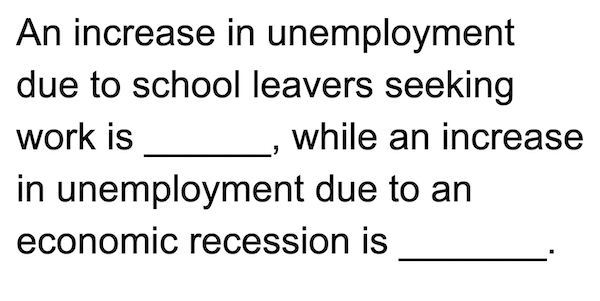 An increase in unemployment
due to school leavers seeking
work is ______, while an increase
in unemployment due to an
economic recession is _______.